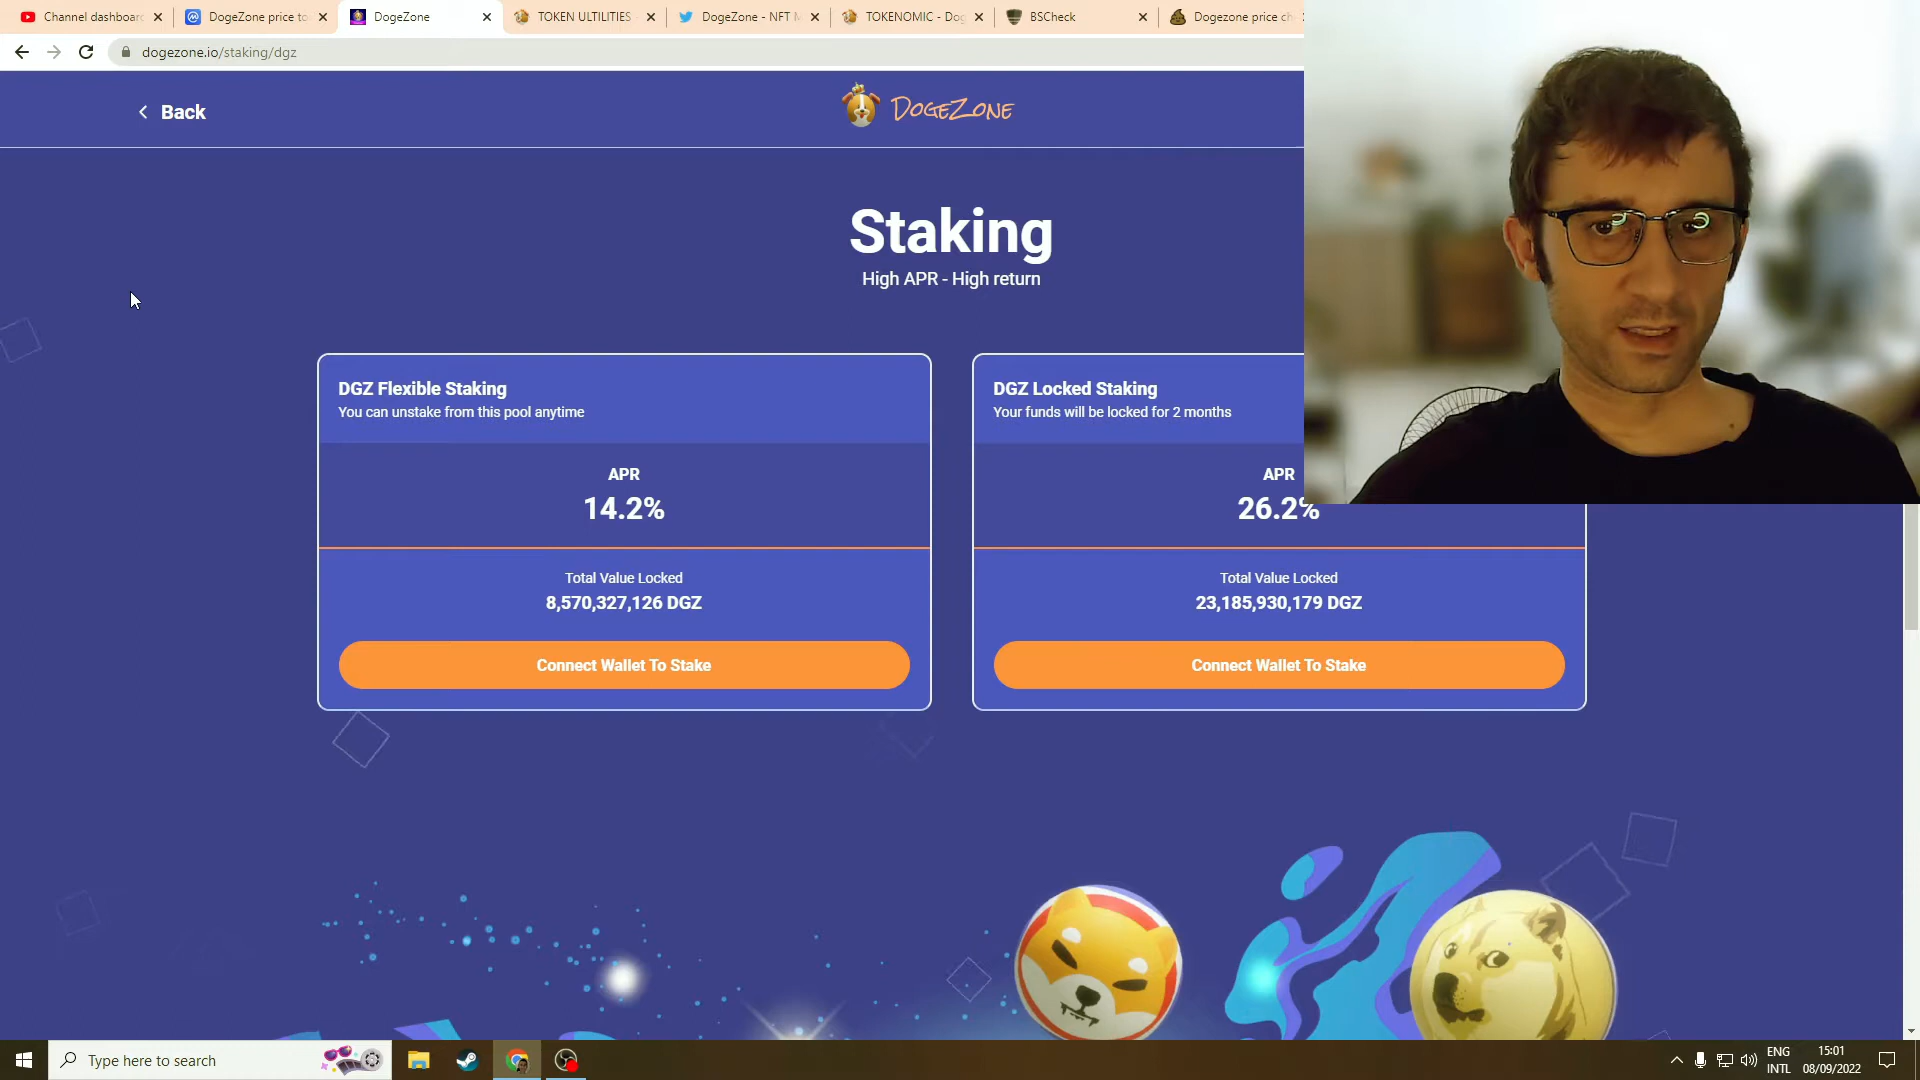 Channel dashboard
DogeZone price to
DogeZone
TOKEN ULTILITIES
DogeZone - NFT M
TOKENOMIC - Dog
BSCheck
Dogezone price ch
dogezone.io/staking/dgz
Back
DOGEZONE
Staking
High APR - High return
DGZ Flexible Staking
You can unstake from this pool anytime
APR
14.2%
Total Value Locked
8,570,327,126 DGZ
Connect Wallet To Stake
DGZ Locked Staking
Your funds will be locked for 2 months
APR
26.2%
Total Value Locked
23,185,930,179 DGZ
Connect Wallet To Stake
Type here to search
ENG
INTL
15:01
08/09/2022